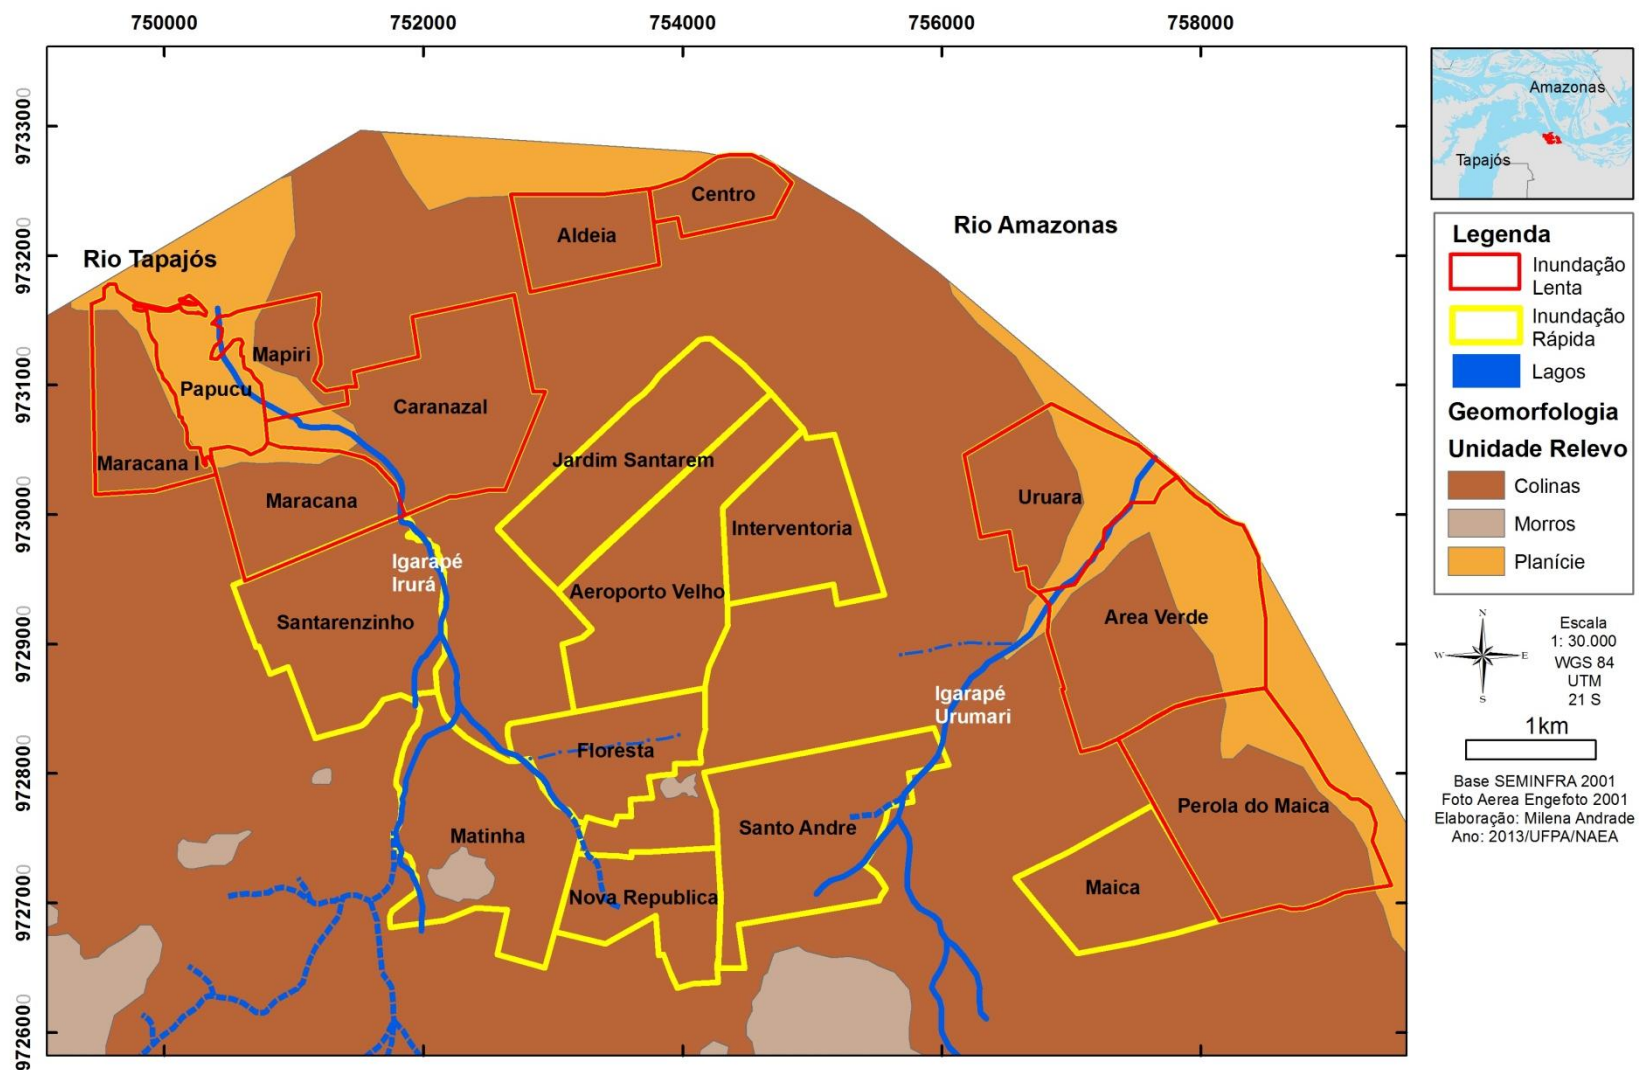 750000
752000
754000
756000
758000
9733000
9732000
9731000
9730000
9729000
9728000
9727000
9726000
Rio Tapajós
Rio Amazonas
Centro
Aldeia
Mapiri
Papucu
Caranazal
Maracana I
Maracana
Jardim Santarem
Interventoria
Uruara
Igarapé
Irurá
Aeroporto Velho
Santarenzinho
Area Verde
Igarapé
Urumari
Floresta
Matinha
Santo Andre
Perola do Maica
Nova Republica
Maica
Amazonas
Tapajós
Legenda
Inundação
Lenta
Inundação
Rápida
Lagos
Geomorfologia
Unidade Relevo
Colinas
Morros
Planície
N
W
E
S
Escala
1: 30.000
WGS 84
UTM
21 S
1km
Base SEMINFRA 2001
Foto Aerea Engefoto 2001
Elaboração: Milena Andrade
Ano: 2013/UFPA/NAEA